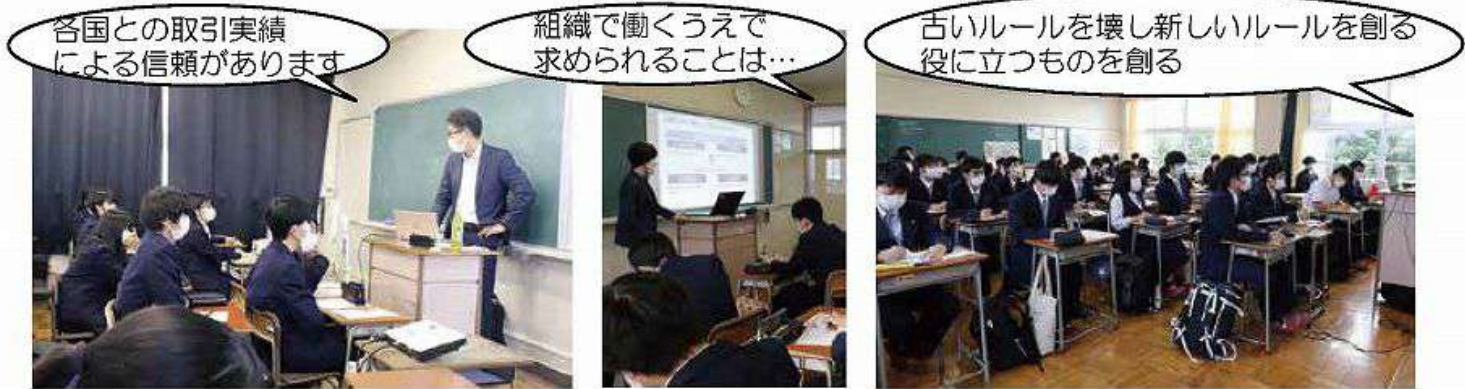 各国との取引実績
による信頼があります
組織で働くうえで
求められることは…
古いルールを壊し新しいルールを創る
役に立つものを創る